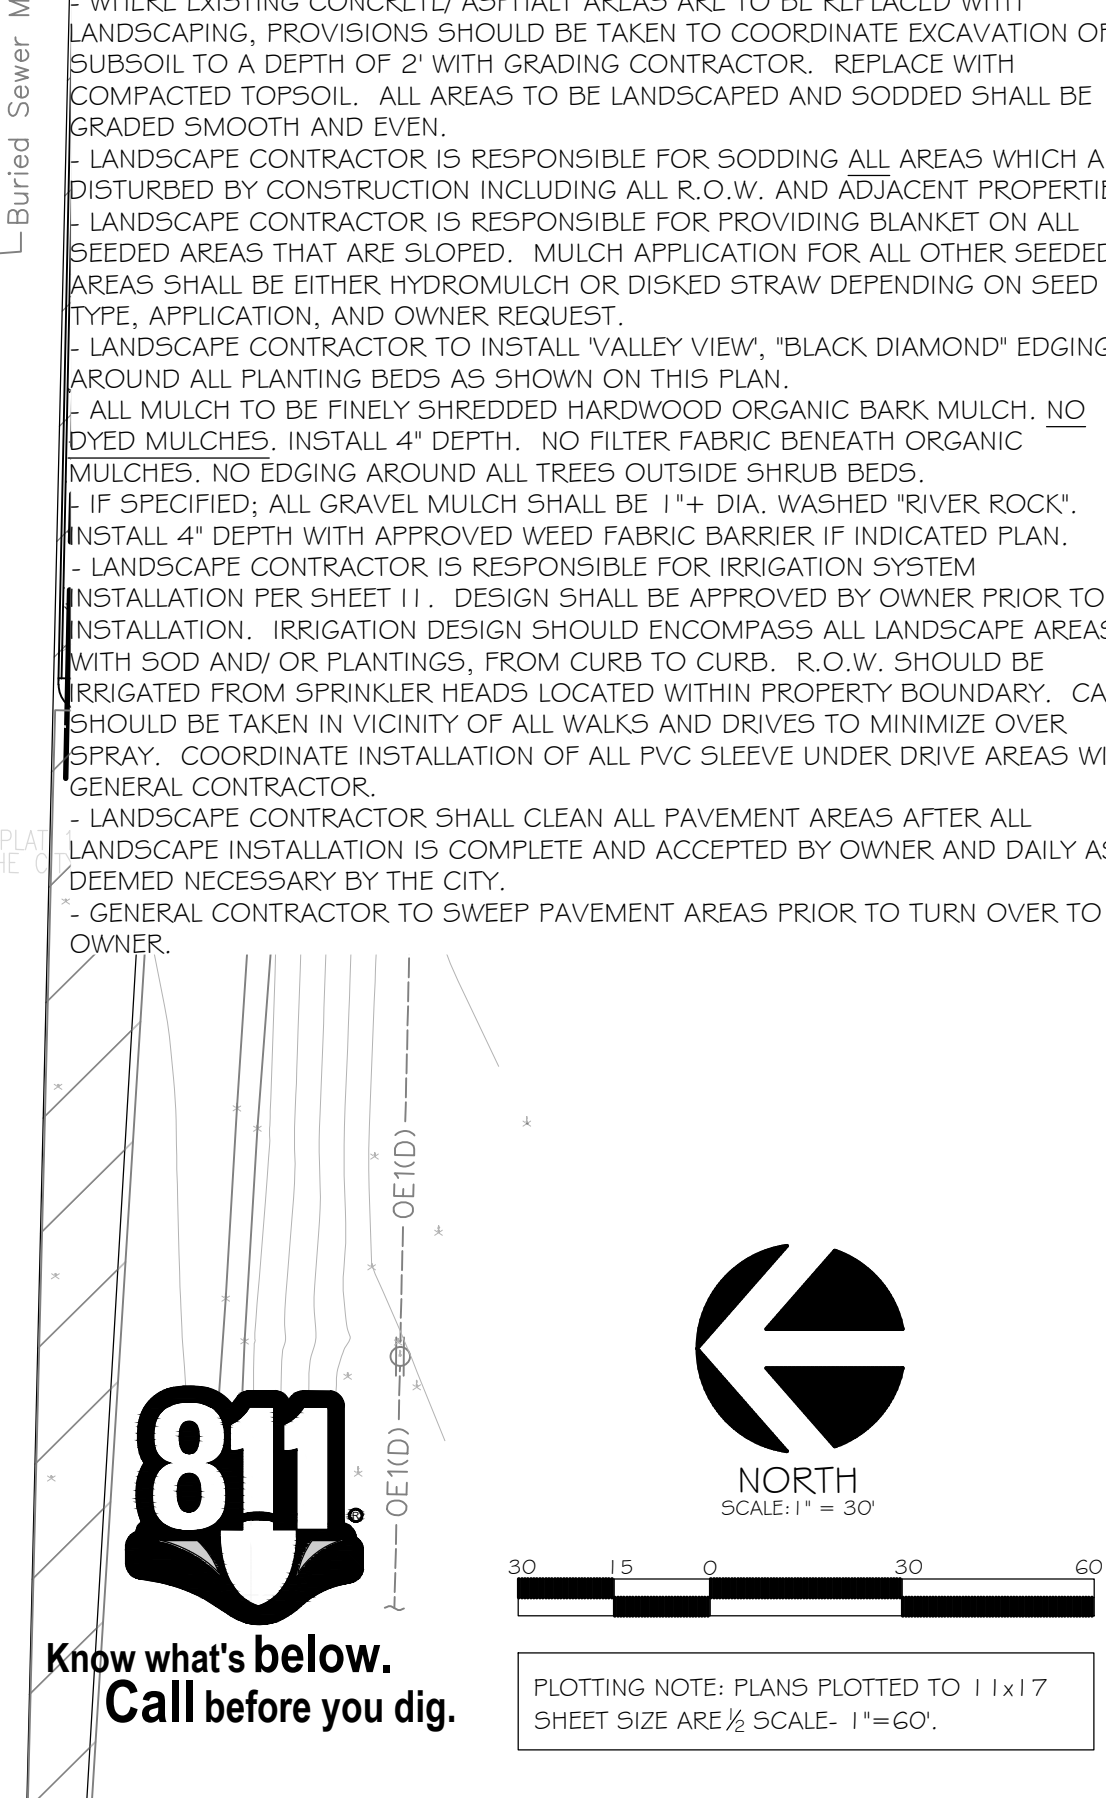 - WHERE EXISTING CONCRETE/ ASPHALT AREAS ARE TO BE REPLACED WITH
LANDSCAPING, PROVISIONS SHOULD BE TAKEN TO COORDINATE EXCAVATION OF
SUBSOIL TO A DEPTH OF 2' WITH GRADING CONTRACTOR. REPLACE WITH
COMPACTED TOPSOIL. ALL AREAS TO BE LANDSCAPED AND SODDED SHALL BE
GRADED SMOOTH AND EVEN.
- LANDSCAPE CONTRACTOR IS RESPONSIBLE FOR SODDING ALL AREAS WHICH A
DISTURBED BY CONSTRUCTION INCLUDING ALL R.O.W. AND ADJACENT PROPERTIE
- LANDSCAPE CONTRACTOR IS RESPONSIBLE FOR PROVIDING BLANKET ON ALL
SEEDED AREAS THAT ARE SLOPED. MULCH APPLICATION FOR ALL OTHER SEEDED
AREAS SHALL BE EITHER HYDROMULCH OR DISKED STRAW DEPENDING ON SEED
TYPE, APPLICATION, AND OWNER REQUEST.
- LANDSCAPE CONTRACTOR TO INSTALL 'VALLEY VIEW', "BLACK DIAMOND" EDGING
AROUND ALL PLANTING BEDS AS SHOWN ON THIS PLAN.
- ALL MULCH TO BE FINELY SHREDDED HARDWOOD ORGANIC BARK MULCH. NO
DYED MULCHES. INSTALL 4" DEPTH. NO FILTER FABRIC BENEATH ORGANIC
MULCHES. NO EDGING AROUND ALL TREES OUTSIDE SHRUB BEDS.
- IF SPECIFIED; ALL GRAVEL MULCH SHALL BE 1"+ DIA. WASHED "RIVER ROCK".
INSTALL 4" DEPTH WITH APPROVED WEED FABRIC BARRIER IF INDICATED PLAN.
- LANDSCAPE CONTRACTOR IS RESPONSIBLE FOR IRRIGATION SYSTEM
INSTALLATION PER SHEET 11. DESIGN SHALL BE APPROVED BY OWNER PRIOR TO
INSTALLATION. IRRIGATION DESIGN SHOULD ENCOMPASS ALL LANDSCAPE AREAS
WITH SOD AND/ OR PLANTINGS, FROM CURB TO CURB. R.O.W. SHOULD BE
IRRIGATED FROM SPRINKLER HEADS LOCATED WITHIN PROPERTY BOUNDARY. CA
SHOULD BE TAKEN IN VICINITY OF ALL WALKS AND DRIVES TO MINIMIZE OVER
SPRAY. COORDINATE INSTALLATION OF ALL PVC SLEEVE UNDER DRIVE AREAS WI
GENERAL CONTRACTOR.
- LANDSCAPE CONTRACTOR SHALL CLEAN ALL PAVEMENT AREAS AFTER ALL
LANDSCAPE INSTALLATION IS COMPLETE AND ACCEPTED BY OWNER AND DAILY AS
DEEMED NECESSARY BY THE CITY.
- GENERAL CONTRACTOR TO SWEEP PAVEMENT AREAS PRIOR TO TURN OVER TO
OWNER.
Buried Sewer M
PLAT 1
HE CITY
OE1(D)
OE1(D)
811®
Know what's below.
Call before you dig.
NORTH
SCALE: 1" = 30'
30 15 0 30 60
PLOTTING NOTE: PLANS PLOTTED TO 11x17
SHEET SIZE ARE ½ SCALE- 1"=60'.